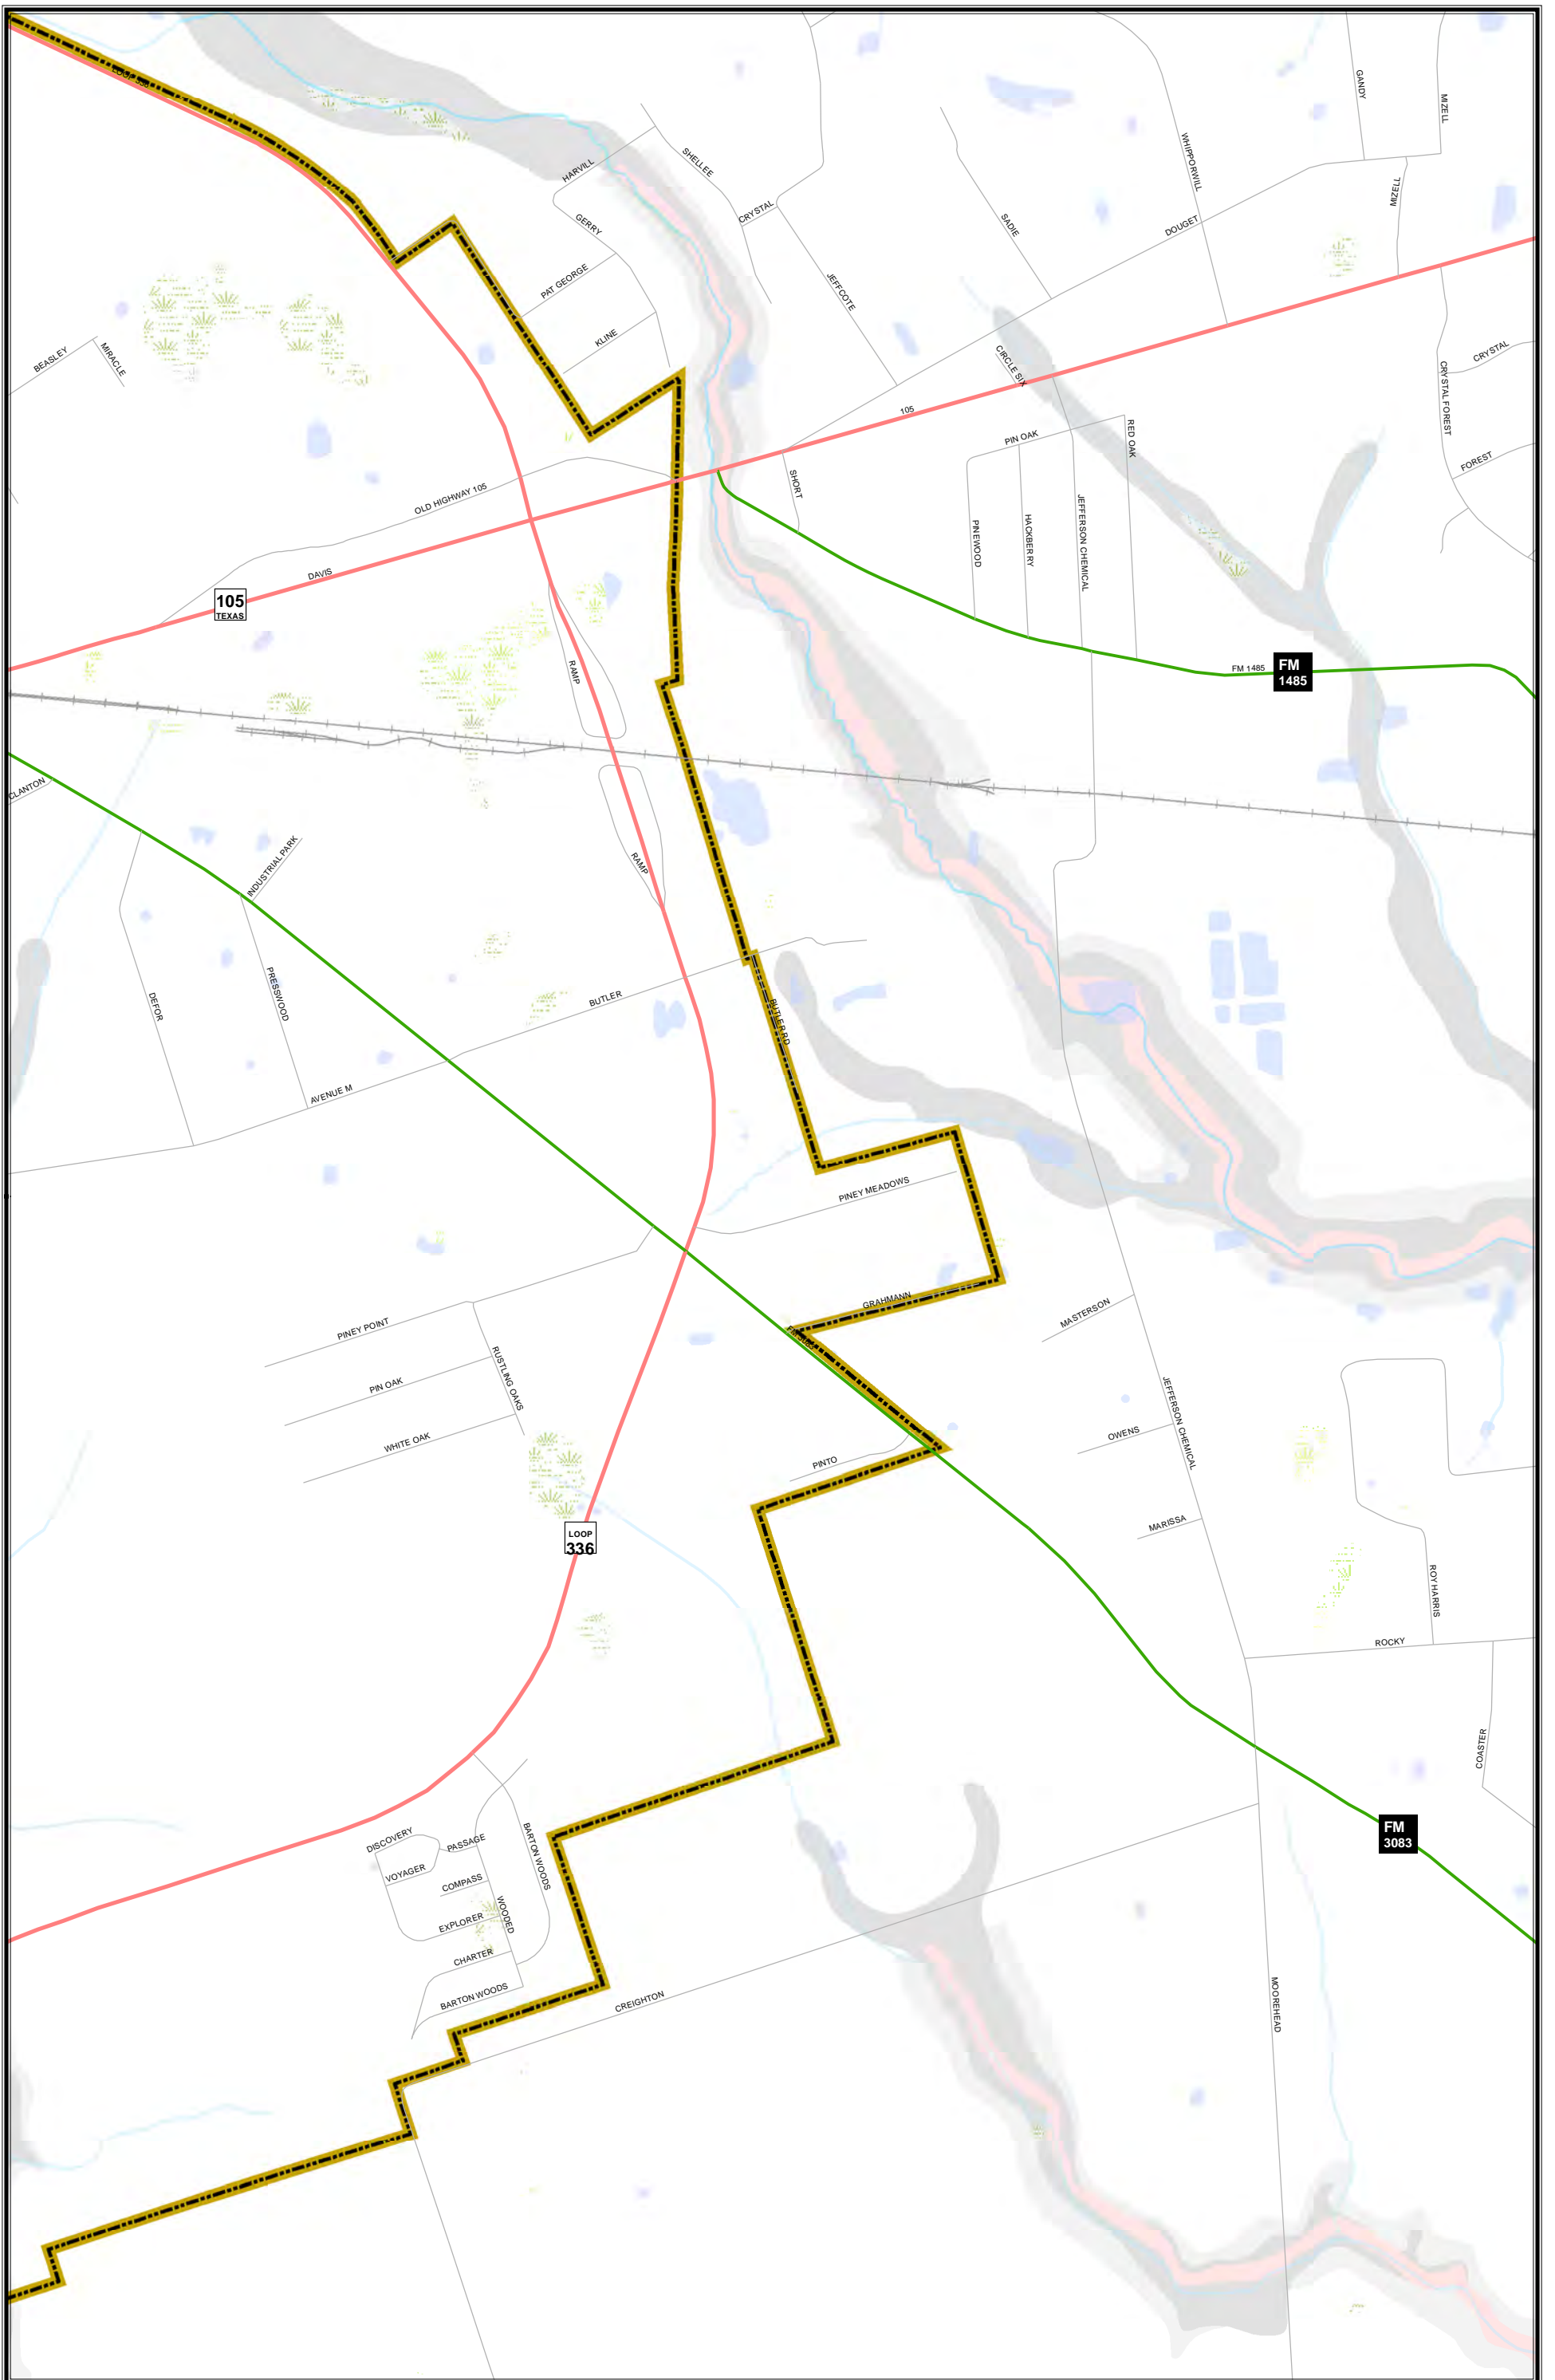 LOOP 336
GANDY
MIZELL
WHIPPORWILL
SHELLEE
HARVILL
MIZELL
CRYSTAL
GERRY
SADIE
DOUGET
PAT GEORGE
JEFFCOTE
KLINE
BEASLEY
MIRACLE
CIRCLE SIX
CRYSTAL
CRYSTAL FOREST
105
PIN OAK
RED OAK
FOREST
SHORT
OLD HIGHWAY 105
PINEWOOD
HACKBERRY
JEFFERSON CHEMICAL
DAVIS
105
TEXAS
RAMP
FM 1485
FM
1485
CLANTON
INDUSTRIAL PARK
RAMP
PRESSWOOD
DEFOR
BUTLER
BUTLER RD
AVENUE M
PINEY MEADOWS
GRAHMANN
MASTERSON
PINEY POINT
RUSTLING OAKS
PIN OAK
JEFFERSON CHEMICAL
WHITE OAK
OWENS
PINTO
MARISSA
LOOP
336
ROY HARRIS
ROCKY
COASTER
FM
3083
DISCOVERY
PASSAGE
BARTON WOODS
VOYAGER
COMPASS
WOODED
EXPLORER
CHARTER
BARTON WOODS
CREIGHTON
MOOREHEAD